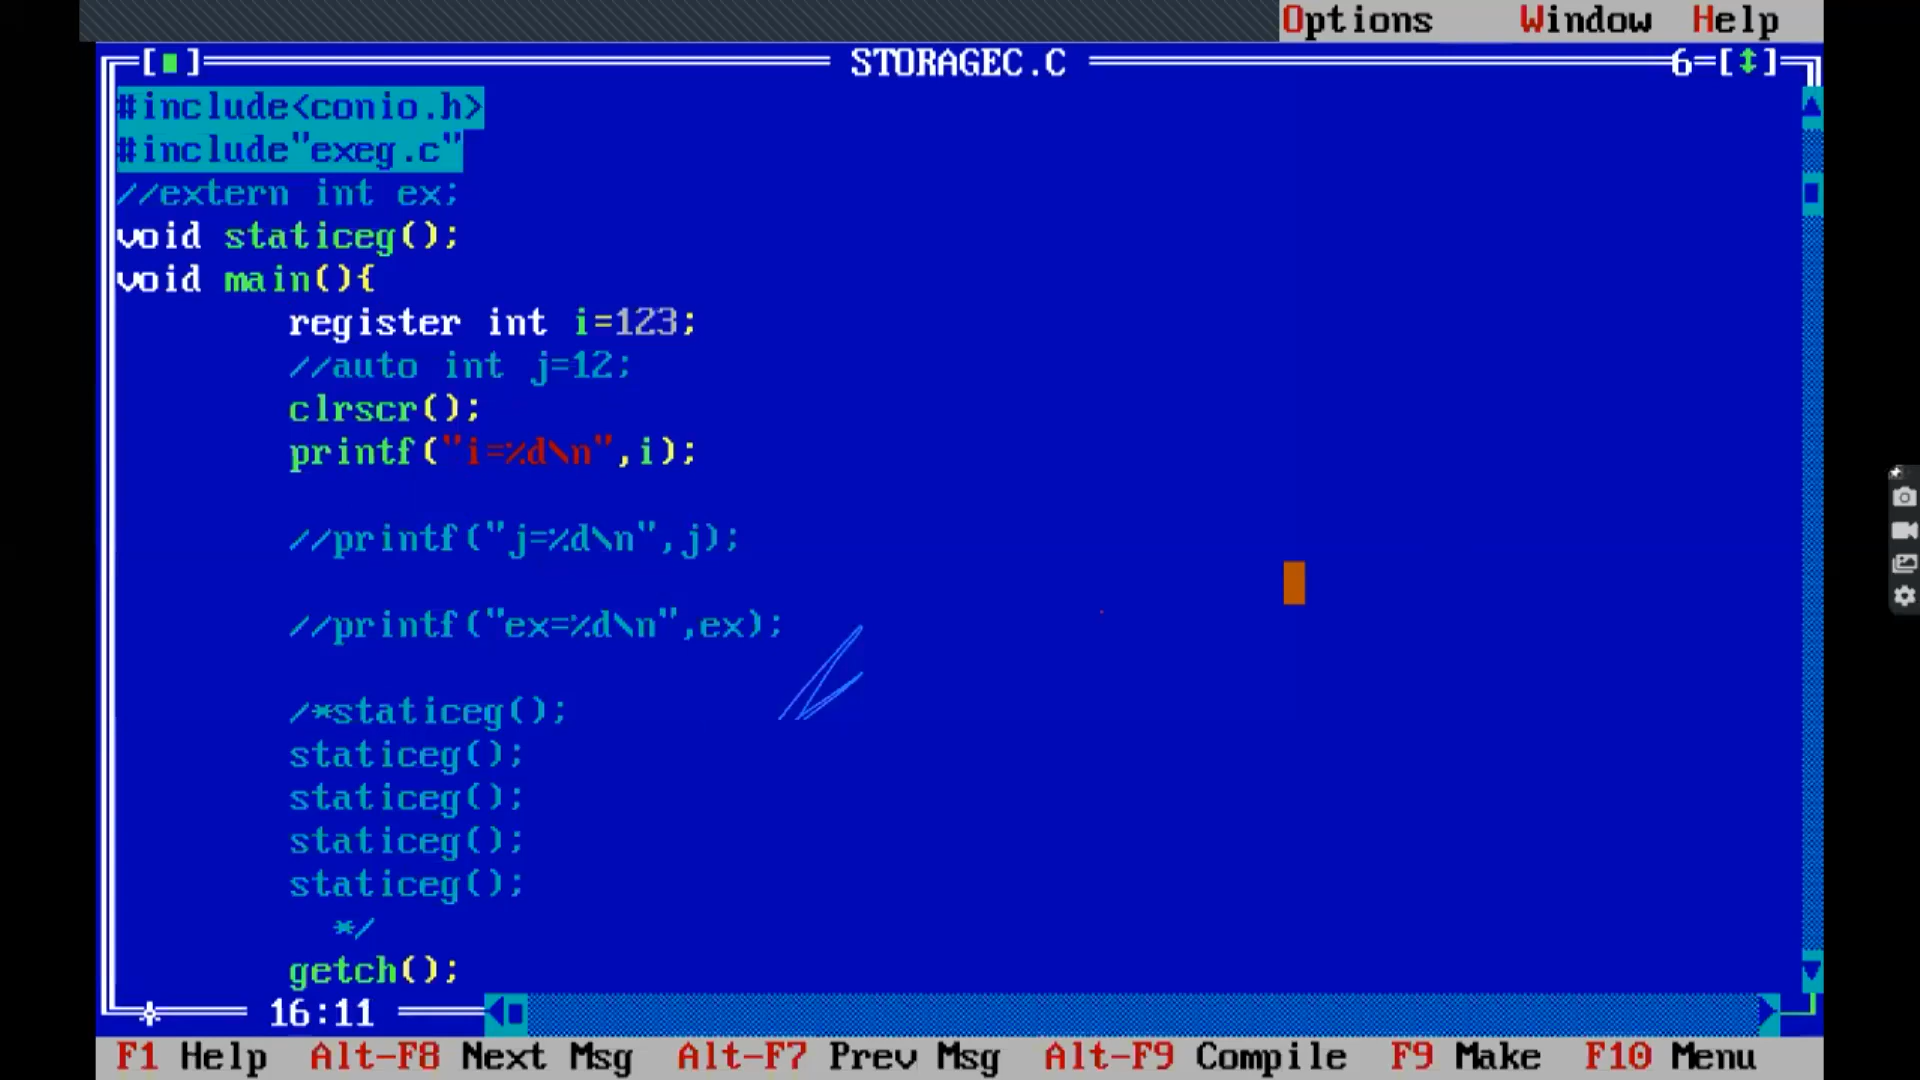 Options Window Help
[■] STORAGEC.C 6=[↕]
#include<conio.h>
#include"exeg.c"
//extern int ex;
void staticeg();
void main(){
register int i=123;
//auto int j=12;
clrscr();
printf("i=%d\n",i);
//printf("j=%d\n",j);
//printf("ex=%d\n",ex);
/*staticeg();
staticeg();
staticeg();
staticeg();
staticeg();
*/
getch();
16:11
F1 Help Alt-F8 Next Msg Alt-F7 Prev Msg Alt-F9 Compile F9 Make F10 Menu